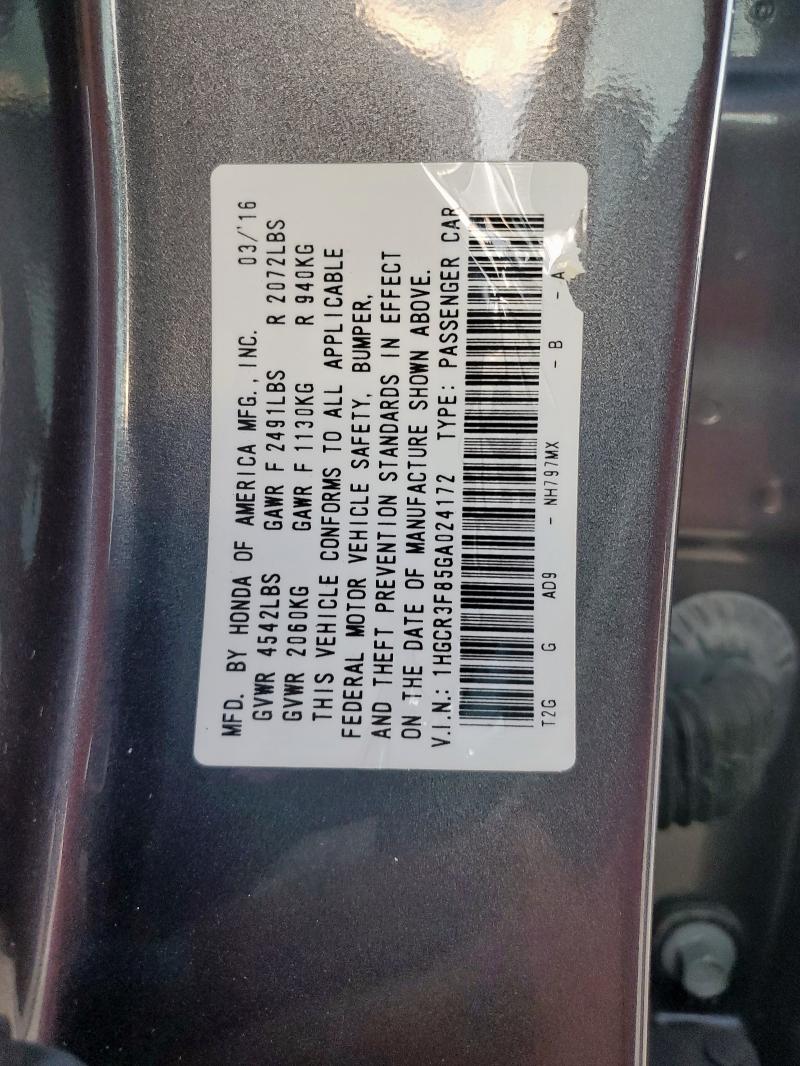 MFD. BY HONDA OF AMERICA MFG., INC. 03/'16
GVWR 4542LBS GAWR F 2491LBS R 2072LBS
GVWR 2060KG GAWR F 1130KG R 940KG
THIS VEHICLE CONFORMS TO ALL APPLICABLE
FEDERAL MOTOR VEHICLE SAFETY, BUMPER,
AND THEFT PREVENTION STANDARDS IN EFFECT
ON THE DATE OF MANUFACTURE SHOWN ABOVE.
V.I.N.: 1HGCR3F85GA024172 TYPE: PASSENGER CAR
T2G G AD9 - NH797MX - B - A